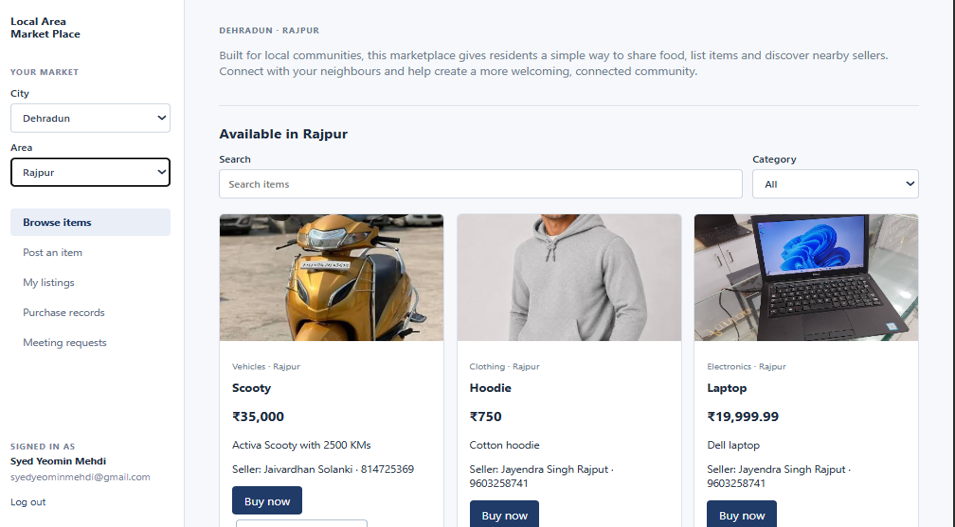 Local Area
Market Place
YOUR MARKET
City
Dehradun
Area
Rajpur
Browse items
Post an item
My listings
Purchase records
Meeting requests
SIGNED IN AS
Syed Yeomin Mehdi
syedyeominmehdi@gmail.com
Log out
DEHRADUN · RAJPUR
Built for local communities, this marketplace gives residents a simple way to share food, list items and discover nearby sellers.
Connect with your neighbours and help create a more welcoming, connected community.
Available in Rajpur
Search
Search items
Category
All
Vehicles · Rajpur
Scooty
₹35,000
Activa Scooty with 2500 KMs
Seller: Jaivardhan Solanki · 814725369
Buy now
Clothing · Rajpur
Hoodie
₹750
Cotton hoodie
Seller: Jayendra Singh Rajput ·
9603258741
Buy now
Electronics · Rajpur
Laptop
₹19,999.99
Dell laptop
Seller: Jayendra Singh Rajput ·
9603258741
Buy now